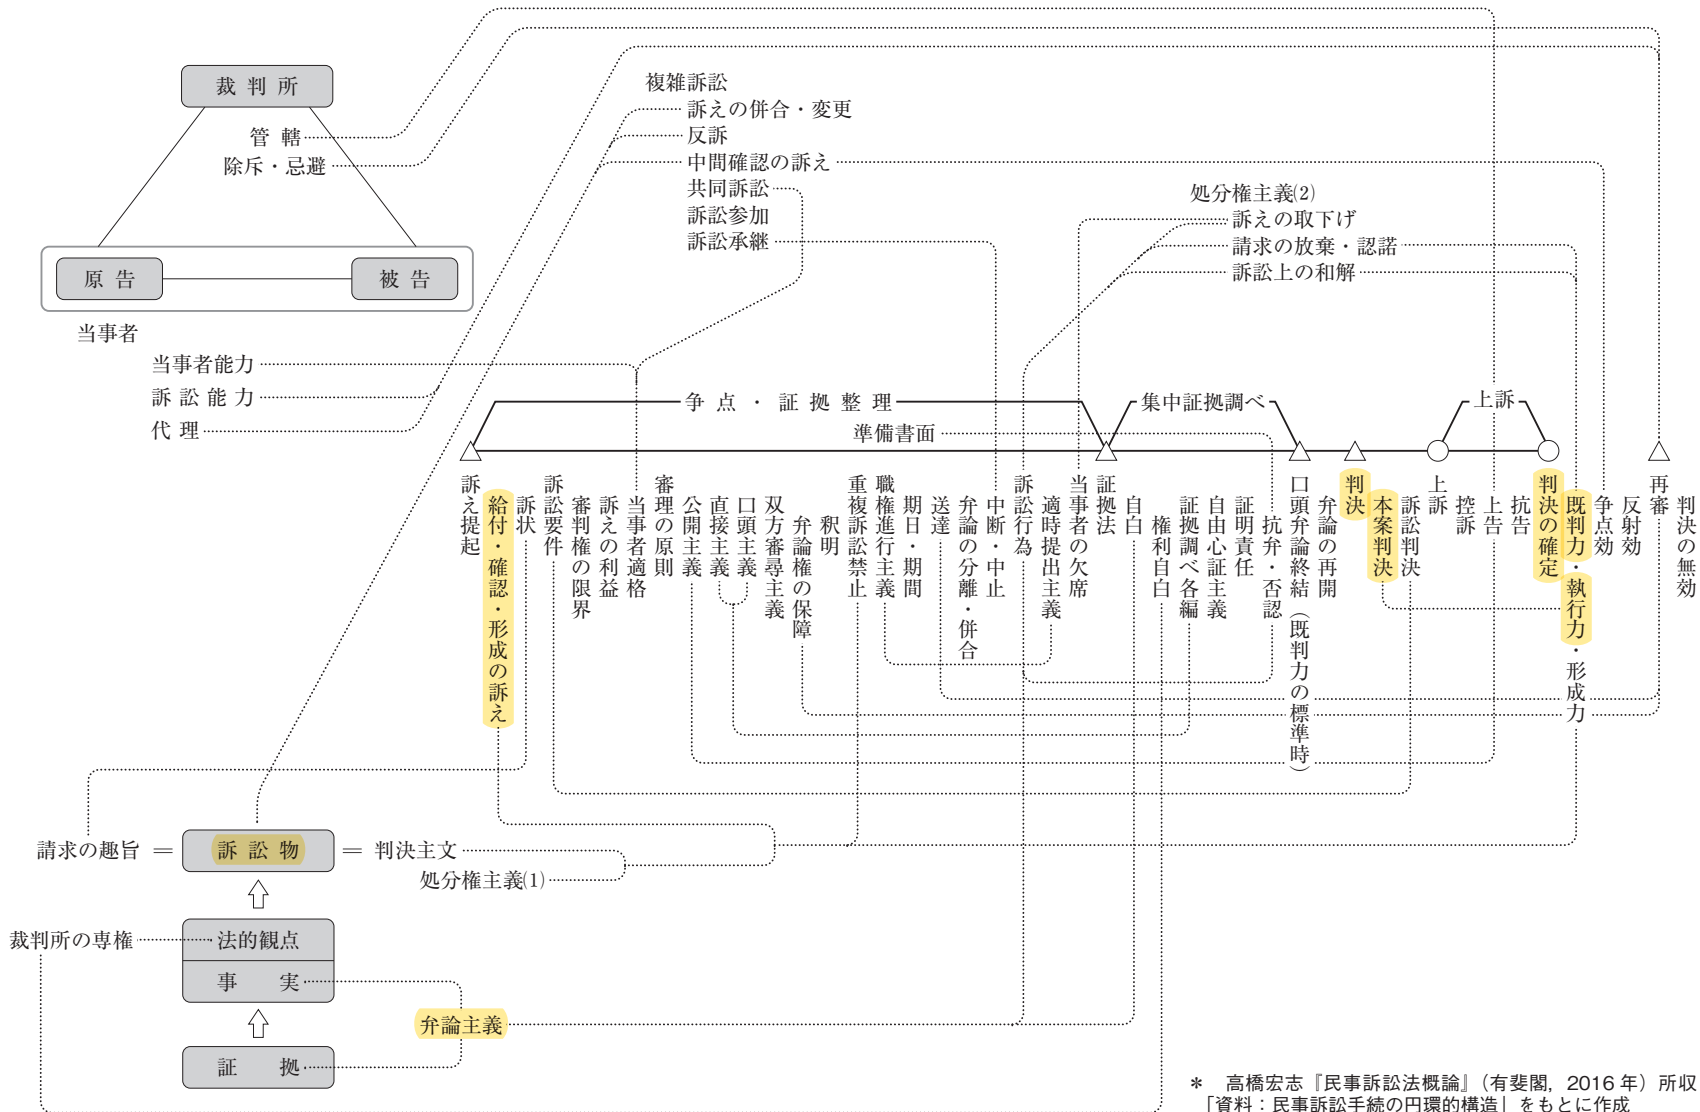 裁判所
管轄
除斥・忌避
原告
被告
当事者
当事者能力
訴訟能力
代理
複雑訴訟
訴えの併合・変更
反訴
中間確認の訴え
共同訴訟
訴訟参加
訴訟承継
処分権主義(2)
訴えの取下げ
請求の放棄・認諾
訴訟上の和解
争点・証拠整理
準備書面
集中証拠調べ
上訴
訴え提起
給付・確認・形成の訴え
訴状
訴訟要件
審判権の限界
訴えの利益
当事者適格
審理の原則
公開主義
直接主義
口頭主義
双方審尋主義
弁論権の保障
釈明
重複訴訟禁止
職権進行主義
期日・期間
送達
弁論の分離・併合
中断・中止
訴訟行為
適時提出主義
当事者の欠席
証拠法
自白
権利自白
証拠調べ各編
自由心証主義
証明責任
抗弁・否認
口頭弁論終結（既判力の標準時）
弁論の再開
判決
本案判決
訴訟判決
上訴
控訴
上告
抗告
判決の確定
既判力・執行力・形成力
争点効
反射効
再審
判決の無効
請求の趣旨 ＝ 訴訟物 ＝ 判決主文
処分権主義(1)
裁判所の専権
法的観点
事実
弁論主義
証拠
＊ 高橋宏志『民事訴訟法概論』（有斐閣，2016年）所収
「資料：民事訴訟手続の円環的構造」をもとに作成